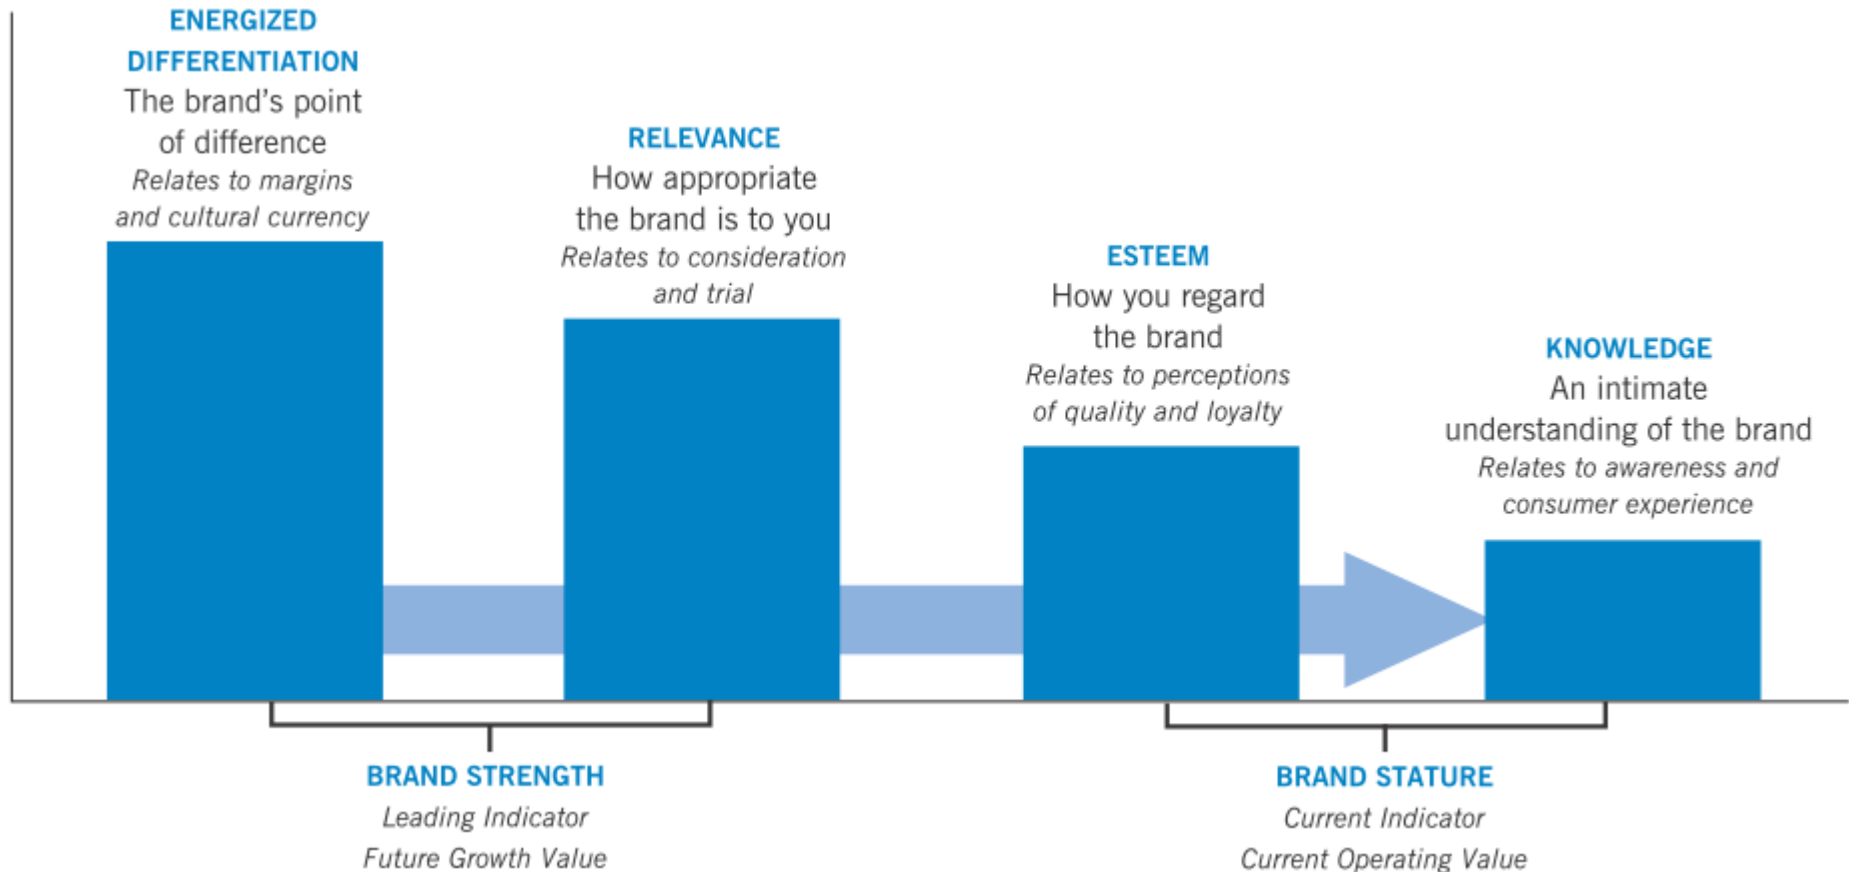 ENERGIZED
DIFFERENTIATION
The brand's point
of difference
Relates to margins
and cultural currency
RELEVANCE
How appropriate
the brand is to you
Relates to consideration
and trial
ESTEEM
How you regard
the brand
Relates to perceptions
of quality and loyalty
KNOWLEDGE
An intimate
understanding of the brand
Relates to awareness and
consumer experience
BRAND STRENGTH
Leading Indicator
Future Growth Value
BRAND STATURE
Current Indicator
Current Operating Value